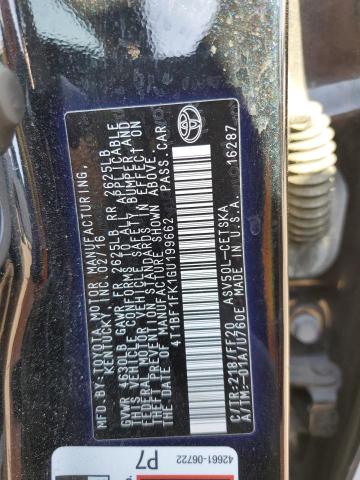 MFD.BY:TOYOTA MOTOR MANUFACTURING,
KENTUCKY, INC.02/16
GVWR 4630LB, GAWR FR 2625LB, RR 2625LB
THIS VEHICLE CONFORMS TO ALL APPLICABLE
FEDERAL MOTOR VEHICLE SAFETY, BUMPER AND
THEFT PREVENTION STANDARDS IN EFFECT ON
THE DATE OF MANUFACTURE SHOWN ABOVE.
4T1BF1FK1GU199662 PASS.CAR
TOYOTA
C/TR:218/FF20 ASV50L-CETSKA
A/TM:-01A/U760E MADE IN U.S.A. 16287
42661-06722
P7